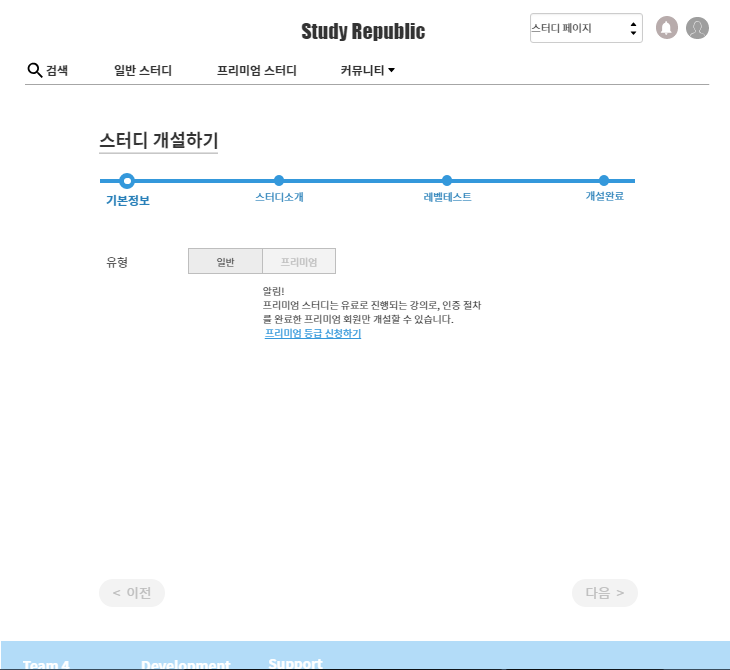 Study Republic
스터디 페이지
검색
일반 스터디
프리미엄 스터디
커뮤니티
스터디 개설하기
기본정보
스터디소개
레벨테스트
개설완료
유형
일반
프리미엄
알림!
프리미엄 스터디는 유료로 진행되는 강의로, 인증 절차
를 완료한 프리미엄 회원만 개설할 수 있습니다.
프리미엄 등급 신청하기
< 이전
다음 >
Team 4
Development
Support